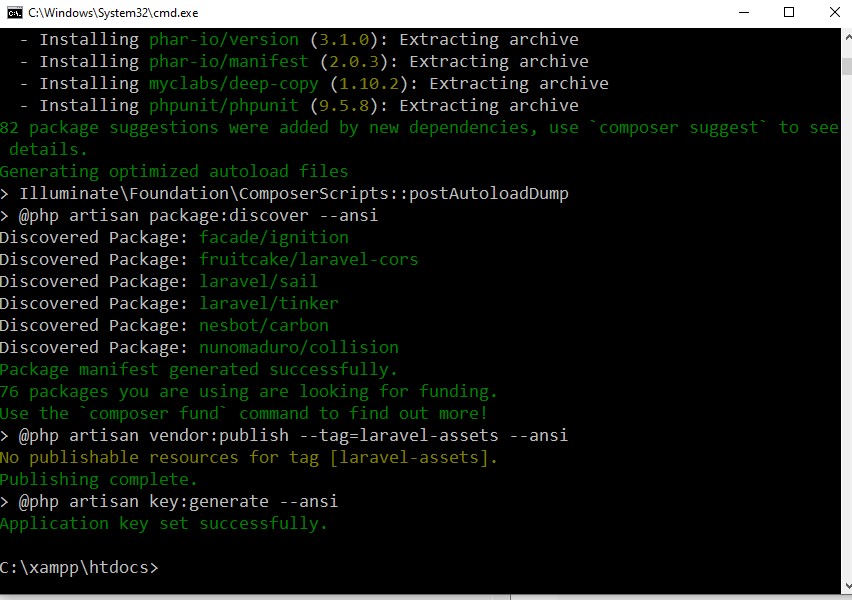 C:\Windows\System32\cmd.exe
- Installing phar-io/version (3.1.0): Extracting archive
- Installing phar-io/manifest (2.0.3): Extracting archive
- Installing myclabs/deep-copy (1.10.2): Extracting archive
- Installing phpunit/phpunit (9.5.8): Extracting archive
82 package suggestions were added by new dependencies, use `composer suggest` to see
details.
Generating optimized autoload files
> Illuminate\Foundation\ComposerScripts::postAutoloadDump
> @php artisan package:discover --ansi
Discovered Package: facade/ignition
Discovered Package: fruitcake/laravel-cors
Discovered Package: laravel/sail
Discovered Package: laravel/tinker
Discovered Package: nesbot/carbon
Discovered Package: nunomaduro/collision
Package manifest generated successfully.
76 packages you are using are looking for funding.
Use the `composer fund` command to find out more!
> @php artisan vendor:publish --tag=laravel-assets --ansi
No publishable resources for tag [laravel-assets].
Publishing complete.
> @php artisan key:generate --ansi
Application key set successfully.
C:\xampp\htdocs>